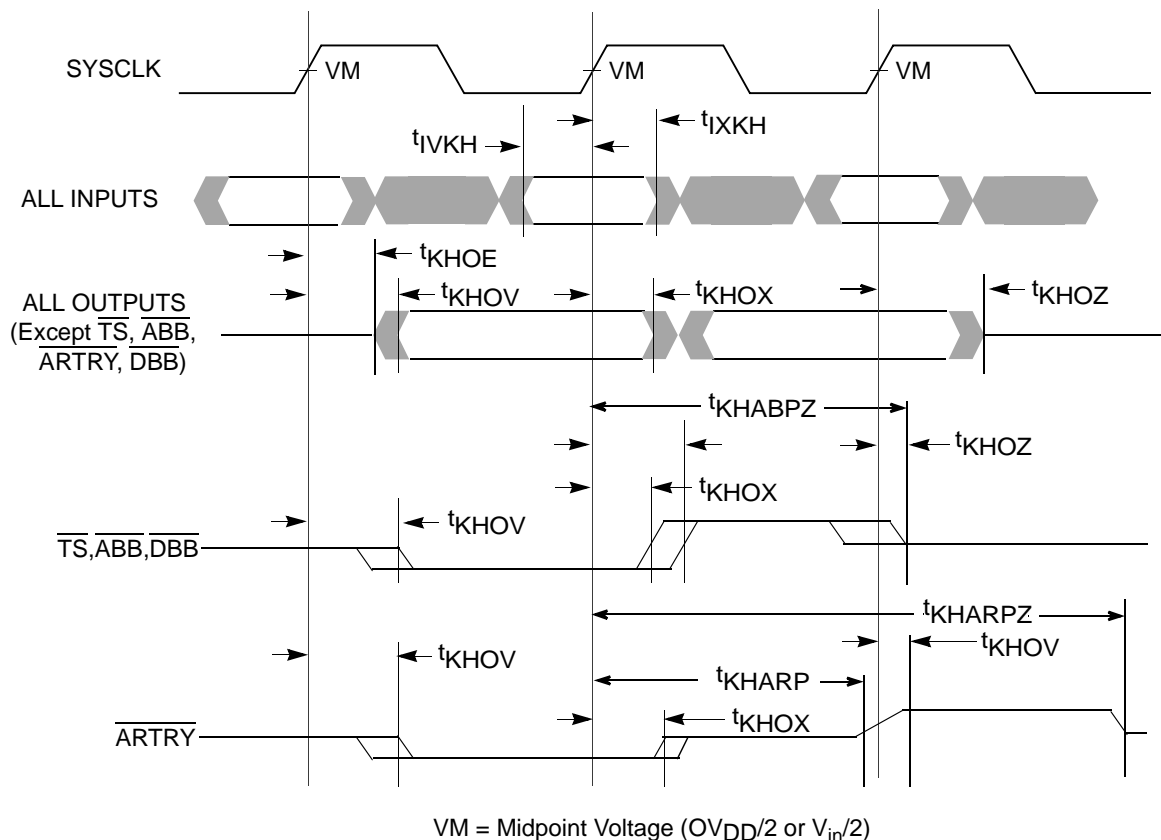 SYSCLK
VM
VM
VM
tIVKH
tIXKH
ALL INPUTS
tKHOE
ALL OUTPUTS
(Except TS, ABB,
ARTRY, DBB)
tKHOV
tKHOX
tKHOZ
tKHABPZ
tKHOZ
tKHOX
tKHOV
TS,ABB,DBB
tKHARPZ
tKHOV
tKHOV
tKHARP
tKHOX
ARTRY
VM = Midpoint Voltage (OVDD/2 or Vin/2)